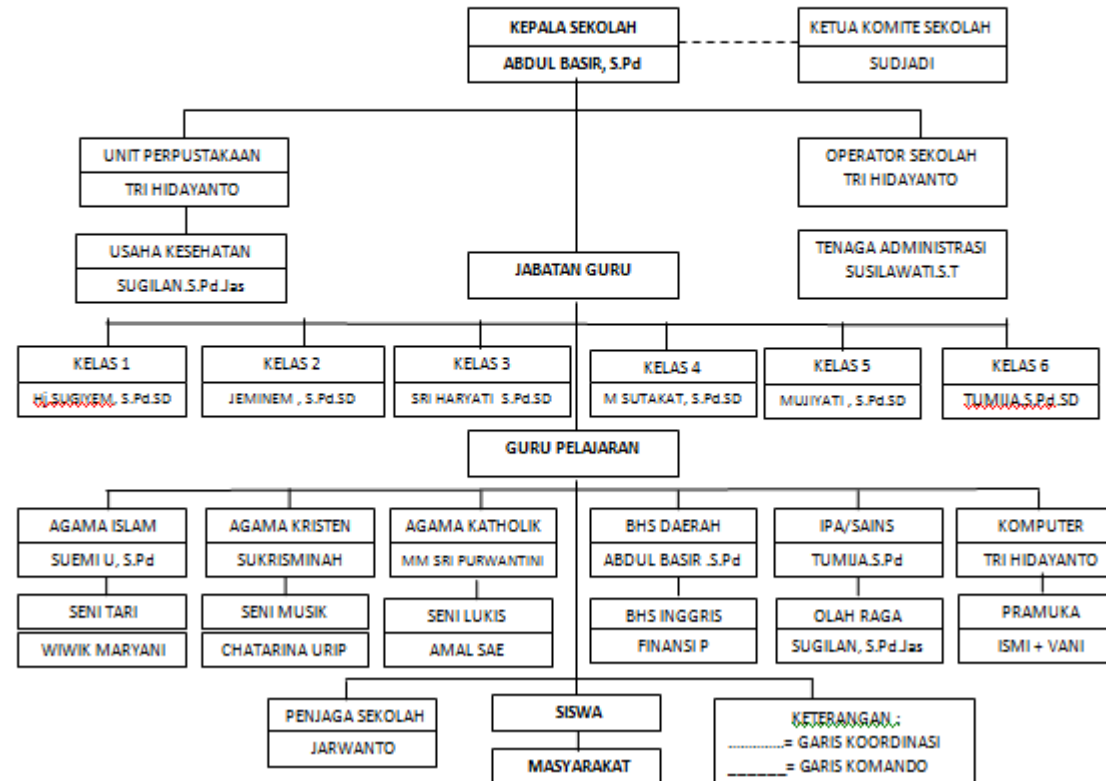 KEPALA SEKOLAH
ABDUL BASIR, S.Pd
KETUA KOMITE SEKOLAH
SUDJADI
UNIT PERPUSTAKAAN
TRI HIDAYANTO
OPERATOR SEKOLAH
TRI HIDAYANTO
USAHA KESEHATAN
SUGILAN.S.Pd.Jas
JABATAN GURU
TENAGA ADMINISTRASI
SUSILAWATI.S.T
KELAS 1
Hj.SUGIYEM, S.Pd.SD
KELAS 2
JEMINEM , S.Pd.SD
KELAS 3
SRI HARYATI S.Pd.SD
KELAS 4
M SUTAKAT, S.Pd.SD
KELAS 5
MUJIYATI , S.Pd.SD
KELAS 6
TUMIJA.S.Pd.SD
GURU PELAJARAN
AGAMA ISLAM
SUEMI U, S.Pd
AGAMA KRISTEN
SUKRISMINAH
AGAMA KATHOLIK
MM SRI PURWANTINI
BHS DAERAH
ABDUL BASIR .S.Pd
IPA/SAINS
TUMIJA.S.Pd
KOMPUTER
TRI HIDAYANTO
SENI TARI
WIWIK MARYANI
SENI MUSIK
CHATARINA URIP
SENI LUKIS
AMAL SAE
BHS INGGRIS
FINANSI P
OLAH RAGA
SUGILAN, S.Pd.Jas
PRAMUKA
ISMI + VANI
PENJAGA SEKOLAH
JARWANTO
SISWA
MASYARAKAT
KETERANGAN :
............= GARIS KOORDINASI
______= GARIS KOMANDO